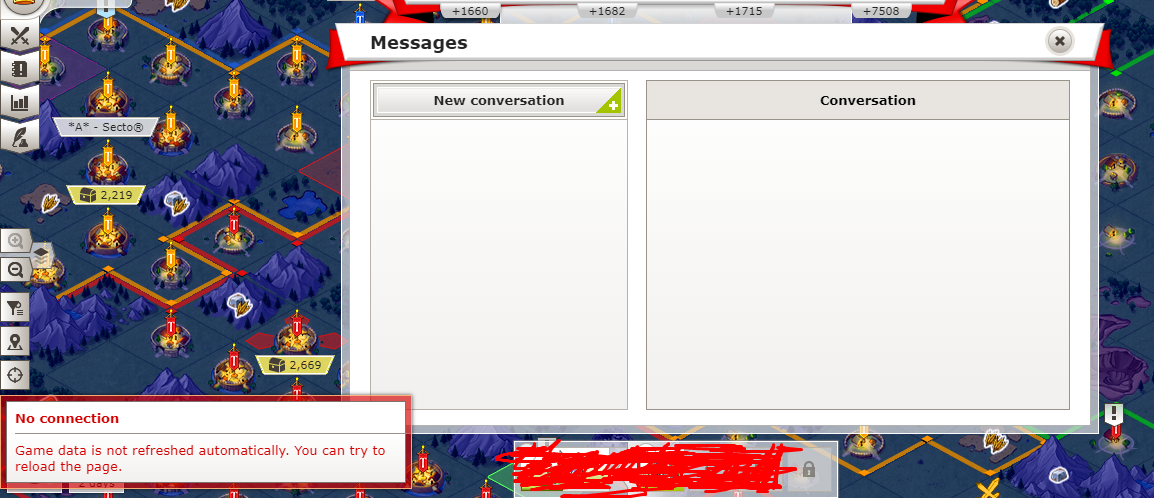 +1660
+1682
+1715
+7508
Messages
New conversation
Conversation
*A* - Secto®
2,219
2,669
No connection
Game data is not refreshed automatically. You can try to
reload the page.
2 days